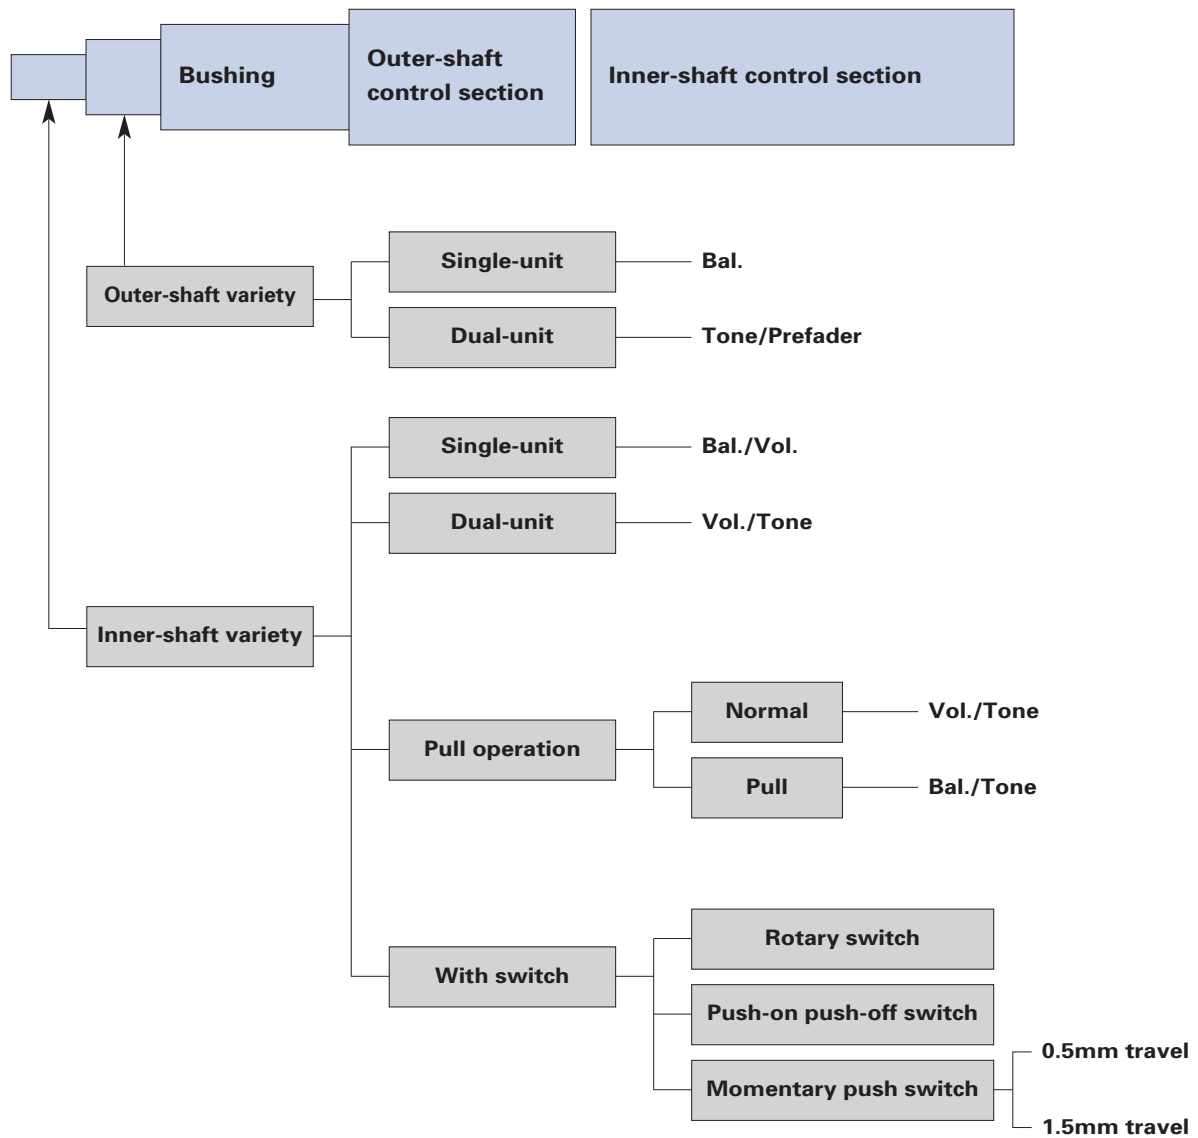 Bushing
Outer-shaft
control section
Inner-shaft control section
Outer-shaft variety
Single-unit
Bal.
Dual-unit
Tone/Prefader
Inner-shaft variety
Single-unit
Bal./Vol.
Dual-unit
Vol./Tone
Pull operation
Normal
Vol./Tone
Pull
Bal./Tone
With switch
Rotary switch
Push-on push-off switch
Momentary push switch
0.5mm travel
1.5mm travel